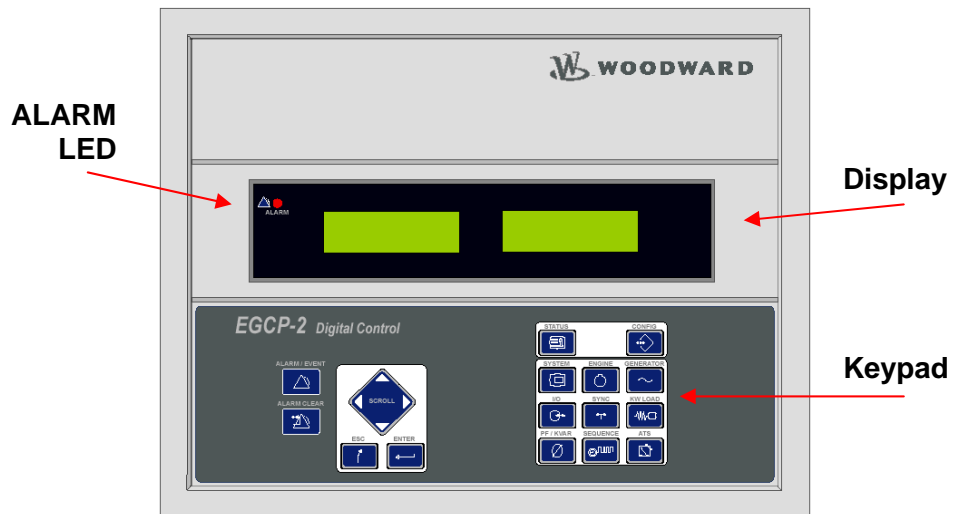 WOODWARD
ALARM
LED
ALARM
Display
EGCP-2 Digital Control
STATUS CONFIG
ALARM / EVENT
SYSTEM ENGINE GENERATOR
Keypad
ALARM CLEAR
SCROLL
I/O SYNC KW LOAD
ESC ENTER
PF / KVAR SEQUENCE ATS